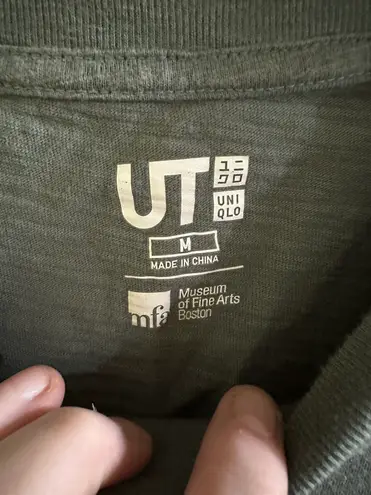 UT
ユニ
クロ
UNI
QLO
M
MADE IN CHINA
mfa
Museum
of Fine Arts
Boston